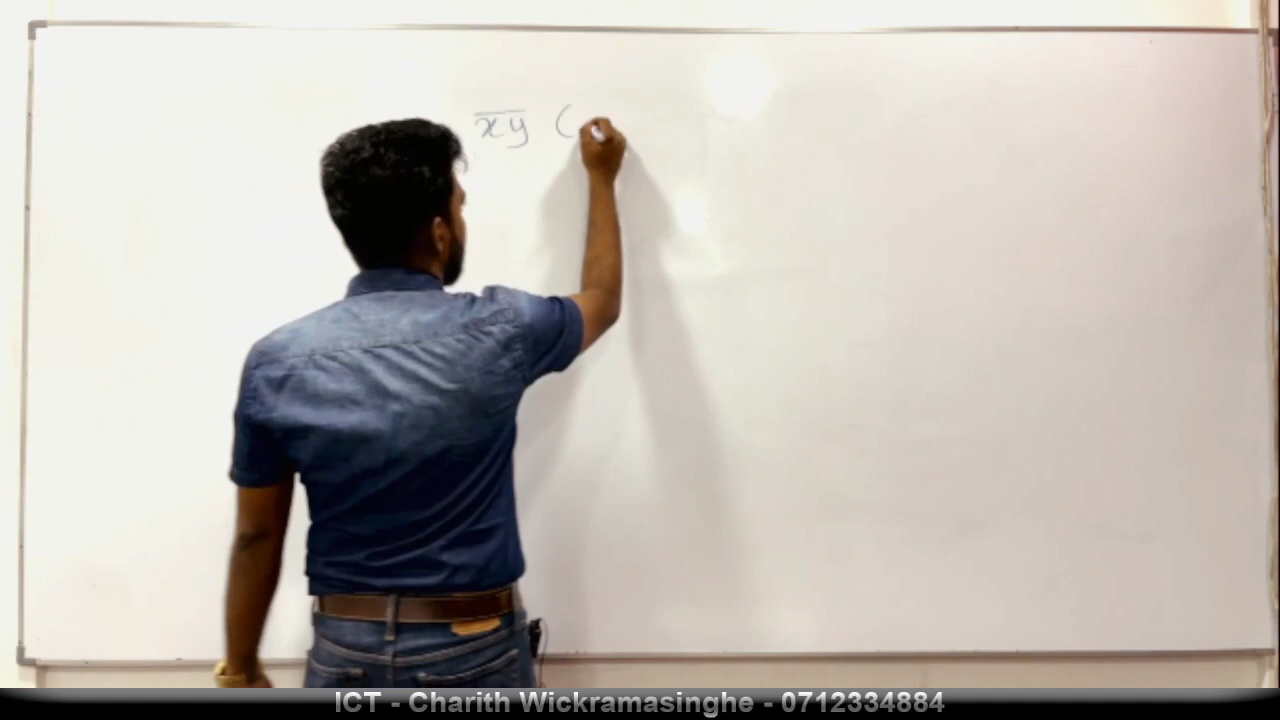 x̅y̅ (
ICT - Charith Wickramasinghe - 0712334884